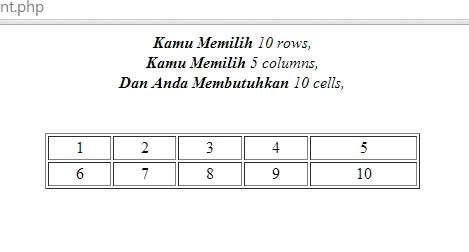 nt.php
Kamu Memilih 10 rows,
Kamu Memilih 5 columns,
Dan Anda Membutuhkan 10 cells,
1 2 3 4 5
6 7 8 9 10